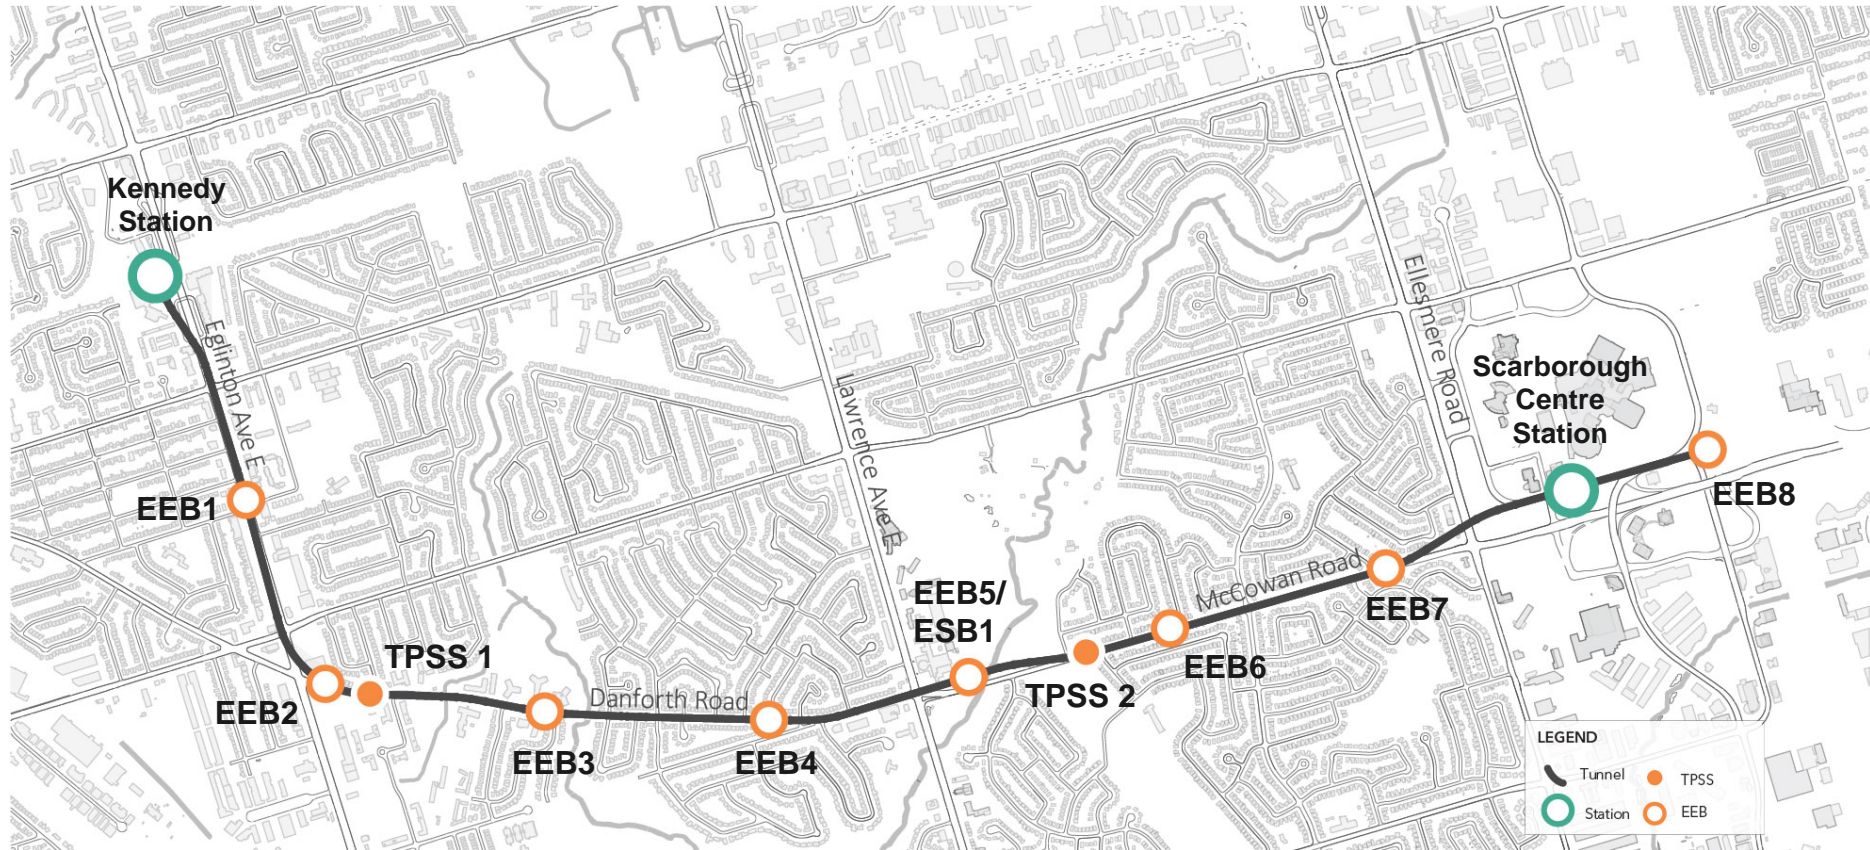 Kennedy
Station
Eglinton Ave E
EEB1
EEB2
TPSS 1
EEB3
Danforth Road
EEB4
Lawrence Ave E
EEB5/
ESB1
TPSS 2
EEB6
McCowan Road
EEB7
Ellesmere Road
Scarborough
Centre
Station
EEB8
LEGEND
Tunnel
TPSS
Station
EEB